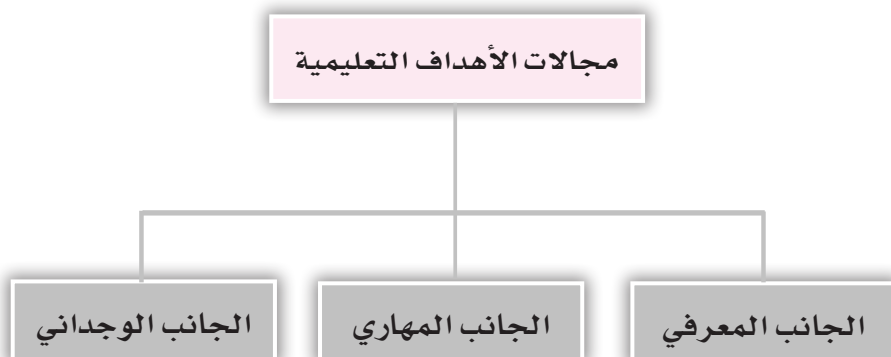 مجالات الأهداف التعليمية
الجانب المعرفي
الجانب المهاري
الجانب الوجداني